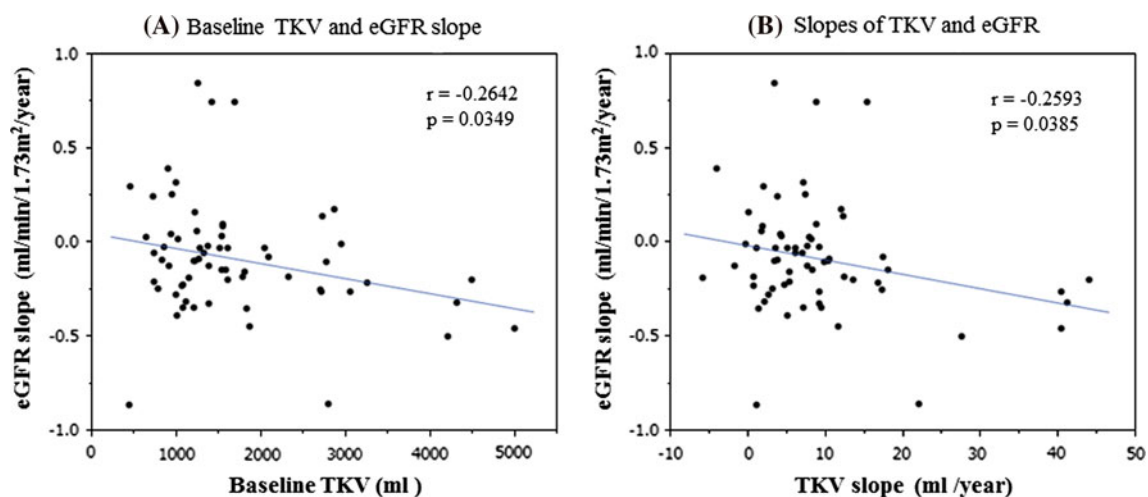 (A) Baseline TKV and eGFR slope
eGFR slope (ml/min/1.73m²/year)
1.0
0.5
0.0
-0.5
-1.0
r = -0.2642
p = 0.0349
0 1000 2000 3000 4000 5000
Baseline TKV (ml )
(B) Slopes of TKV and eGFR
eGFR slope (ml/min/1.73m²/year)
1.0
0.5
0.0
-0.5
-1.0
r = -0.2593
p = 0.0385
-10 0 10 20 30 40 50
TKV slope (ml /year)